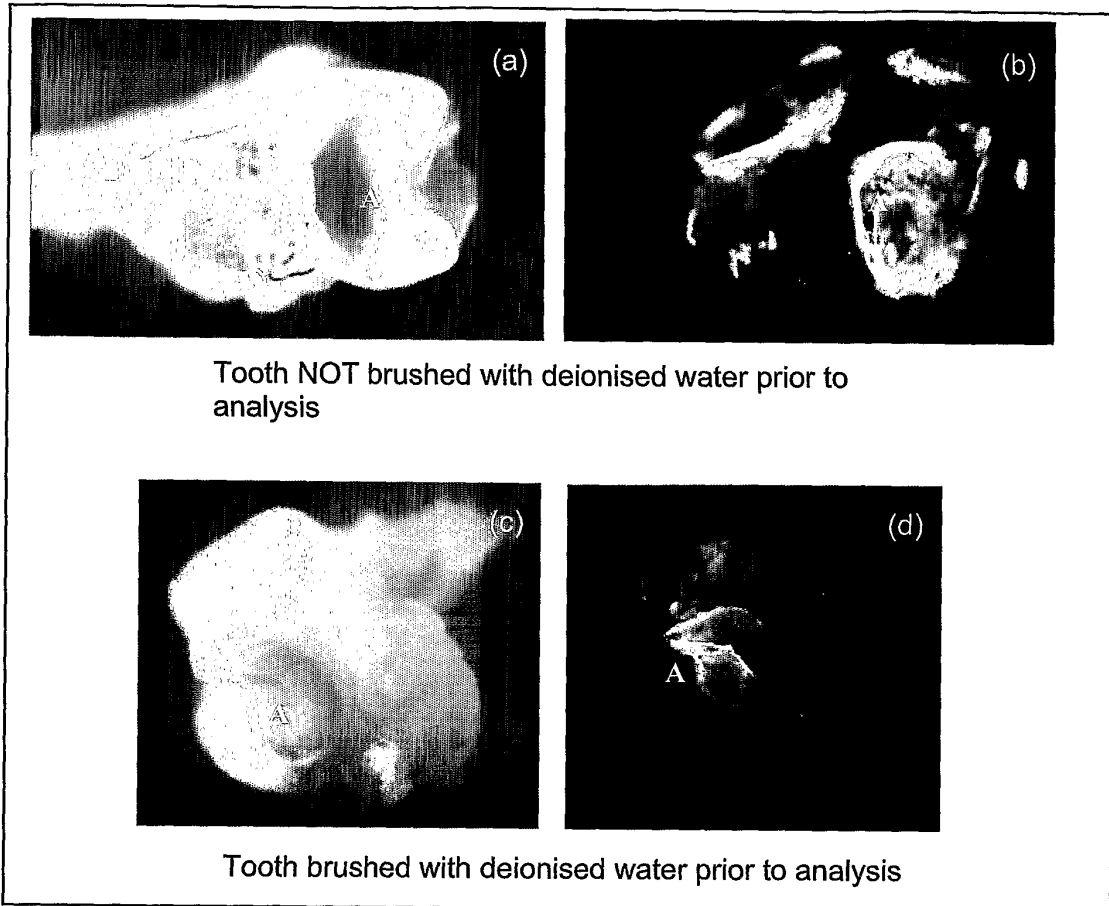 (a)
(b)
A
A
Tooth NOT brushed with deionised water prior to
analysis
(c)
(d)
A
A
Tooth brushed with deionised water prior to analysis